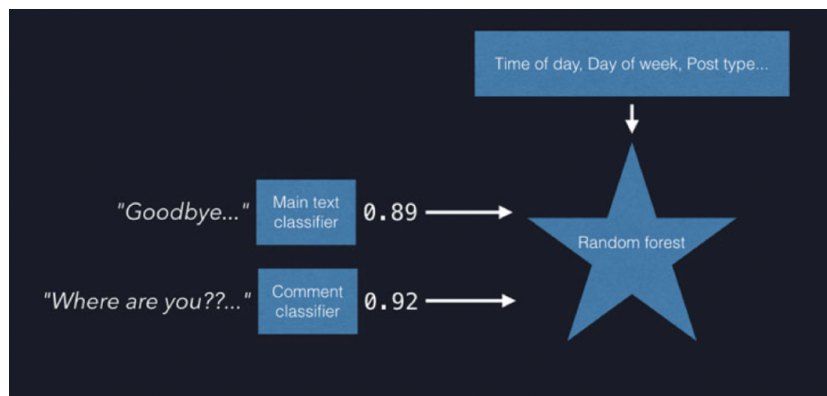 Time of day, Day of week, Post type...
"Goodbye..."
Main text
classifier
0.89
Random forest
"Where are you??..."
Comment
classifier
0.92